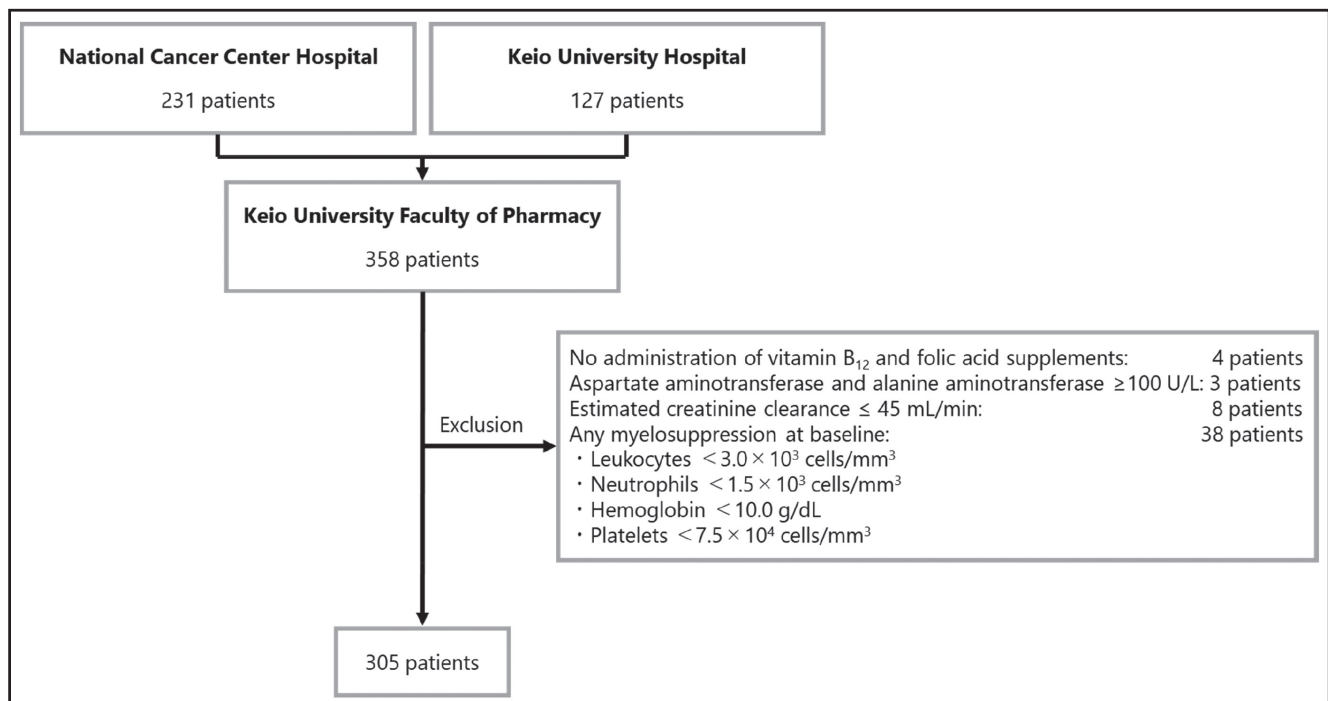 National Cancer Center Hospital
231 patients
Keio University Hospital
127 patients
Keio University Faculty of Pharmacy
358 patients
Exclusion
No administration of vitamin B₁₂ and folic acid supplements: 4 patients
Aspartate aminotransferase and alanine aminotransferase ≥100 U/L: 3 patients
Estimated creatinine clearance ≤ 45 mL/min: 8 patients
Any myelosuppression at baseline: 38 patients
・Leukocytes <3.0×10³ cells/mm³
・Neutrophils <1.5×10³ cells/mm³
・Hemoglobin <10.0 g/dL
・Platelets <7.5×10⁴ cells/mm³
305 patients